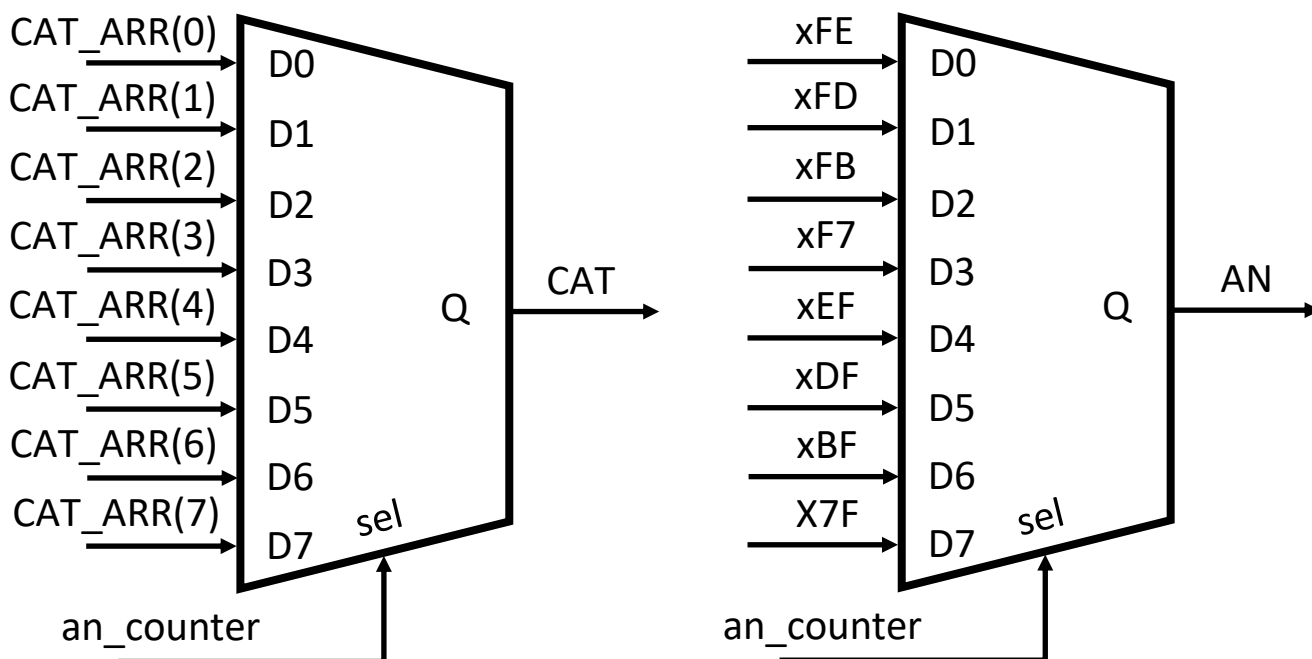 CAT_ARR(0)
D0
CAT_ARR(1)
D1
CAT_ARR(2)
D2
CAT_ARR(3)
D3
CAT_ARR(4)
D4
CAT_ARR(5)
D5
CAT_ARR(6)
D6
CAT_ARR(7)
D7
sel
Q
CAT
an_counter
xFE
D0
xFD
D1
xFB
D2
xF7
D3
xEF
D4
xDF
D5
xBF
D6
X7F
D7
sel
Q
AN
an_counter